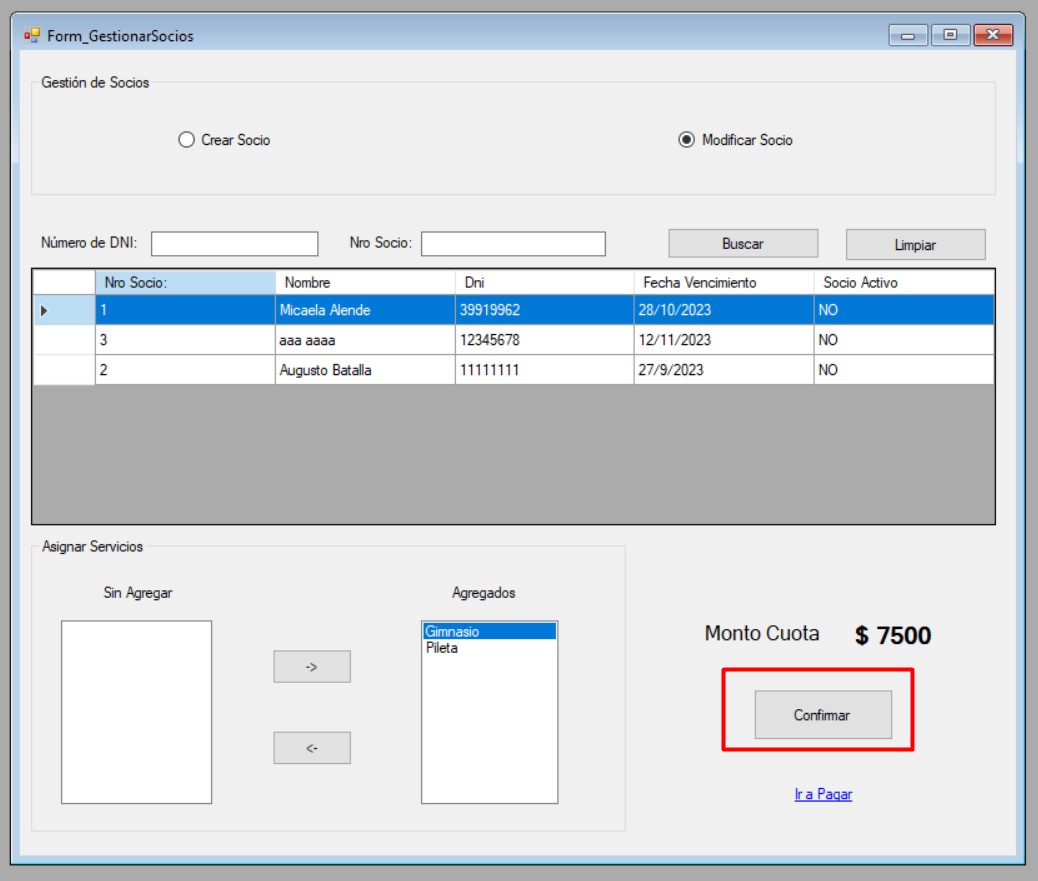 Form_GestionarSocios
Gestión de Socios
Crear Socio Modificar Socio
Número de DNI: Nro Socio: Buscar Limpiar
Nro Socio: Nombre Dni Fecha Vencimiento Socio Activo
1 Micaela Alende 39919962 28/10/2023 NO
3 aaa aaaa 12345678 12/11/2023 NO
2 Augusto Batalla 11111111 27/9/2023 NO
Asignar Servicios
Sin Agregar Agregados
Gimnasio
Pileta
->
<-
Monto Cuota $ 7500
Confirmar
Ir a Pagar